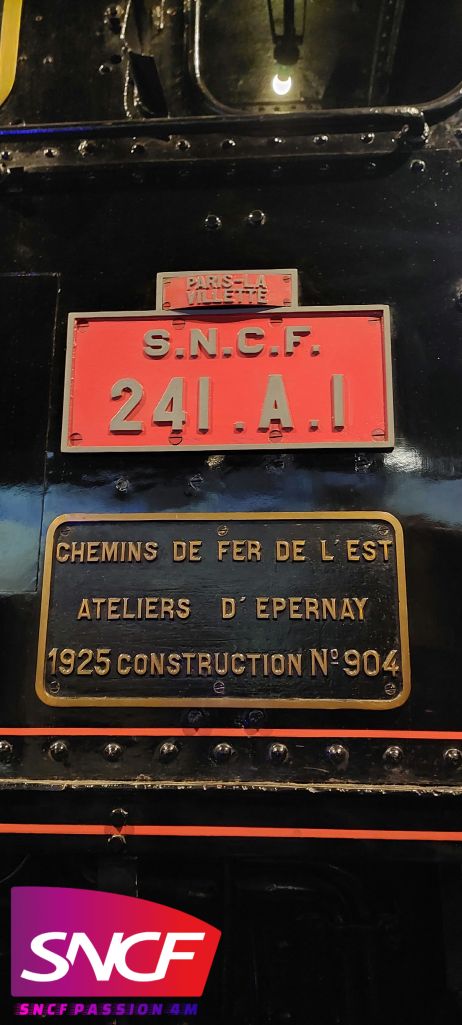 PARIS-LA
VILLETTE
S.N.C.F.
241.A.1
CHEMINS DE FER DE L'EST
ATELIERS D'EPERNAY
1925 CONSTRUCTION Nº 904
SNCF
SNCF PASSION 4M